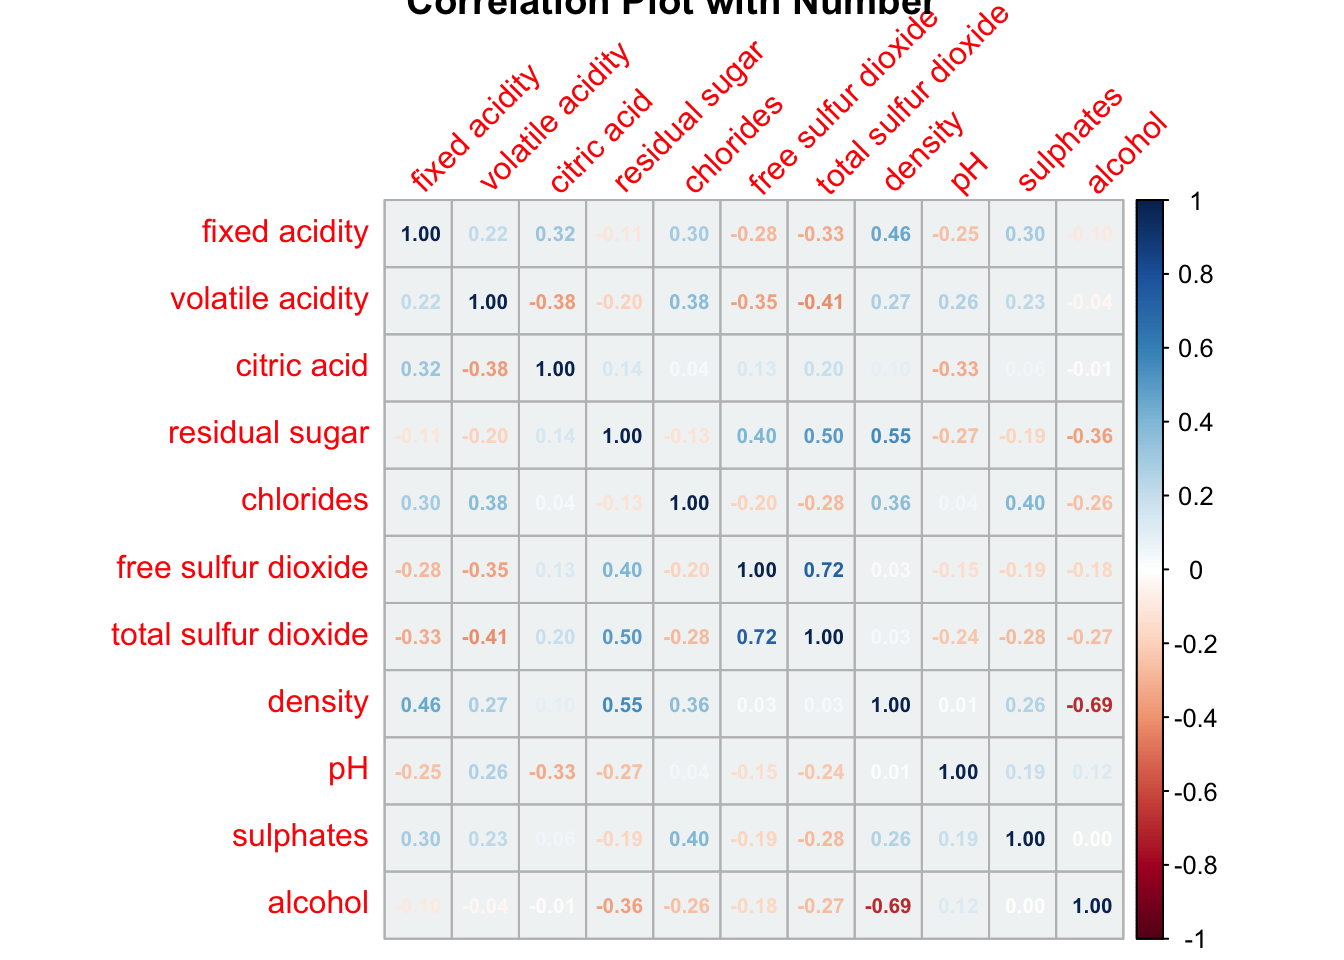 Correlation Plot with Number
fixed acidity
volatile acidity
citric acid
residual sugar
chlorides
free sulfur dioxide
total sulfur dioxide
density
pH
sulphates
alcohol
fixed acidity 1.00 0.22 0.32 -0.11 0.30 -0.28 -0.33 0.46 -0.25 0.30 -0.10
volatile acidity 0.22 1.00 -0.38 -0.20 0.38 -0.35 -0.41 0.27 0.26 0.23 -0.04
citric acid 0.32 -0.38 1.00 0.14 0.04 0.13 0.20 0.10 -0.33 0.06 -0.01
residual sugar -0.11 -0.20 0.14 1.00 -0.13 0.40 0.50 0.55 -0.27 -0.19 -0.36
chlorides 0.30 0.38 0.04 -0.13 1.00 -0.20 -0.28 0.36 0.04 0.40 -0.26
free sulfur dioxide -0.28 -0.35 0.13 0.40 -0.20 1.00 0.72 0.03 -0.15 -0.19 -0.18
total sulfur dioxide -0.33 -0.41 0.20 0.50 -0.28 0.72 1.00 0.03 -0.24 -0.28 -0.27
density 0.46 0.27 0.10 0.55 0.36 0.03 0.03 1.00 0.01 0.26 -0.69
pH -0.25 0.26 -0.33 -0.27 0.04 -0.15 -0.24 0.01 1.00 0.19 0.12
sulphates 0.30 0.23 0.06 -0.19 0.40 -0.19 -0.28 0.26 0.19 1.00 0.00
alcohol -0.10 -0.04 -0.01 -0.36 -0.26 -0.18 -0.27 -0.69 0.12 0.00 1.00
1
0.8
0.6
0.4
0.2
0
-0.2
-0.4
-0.6
-0.8
-1